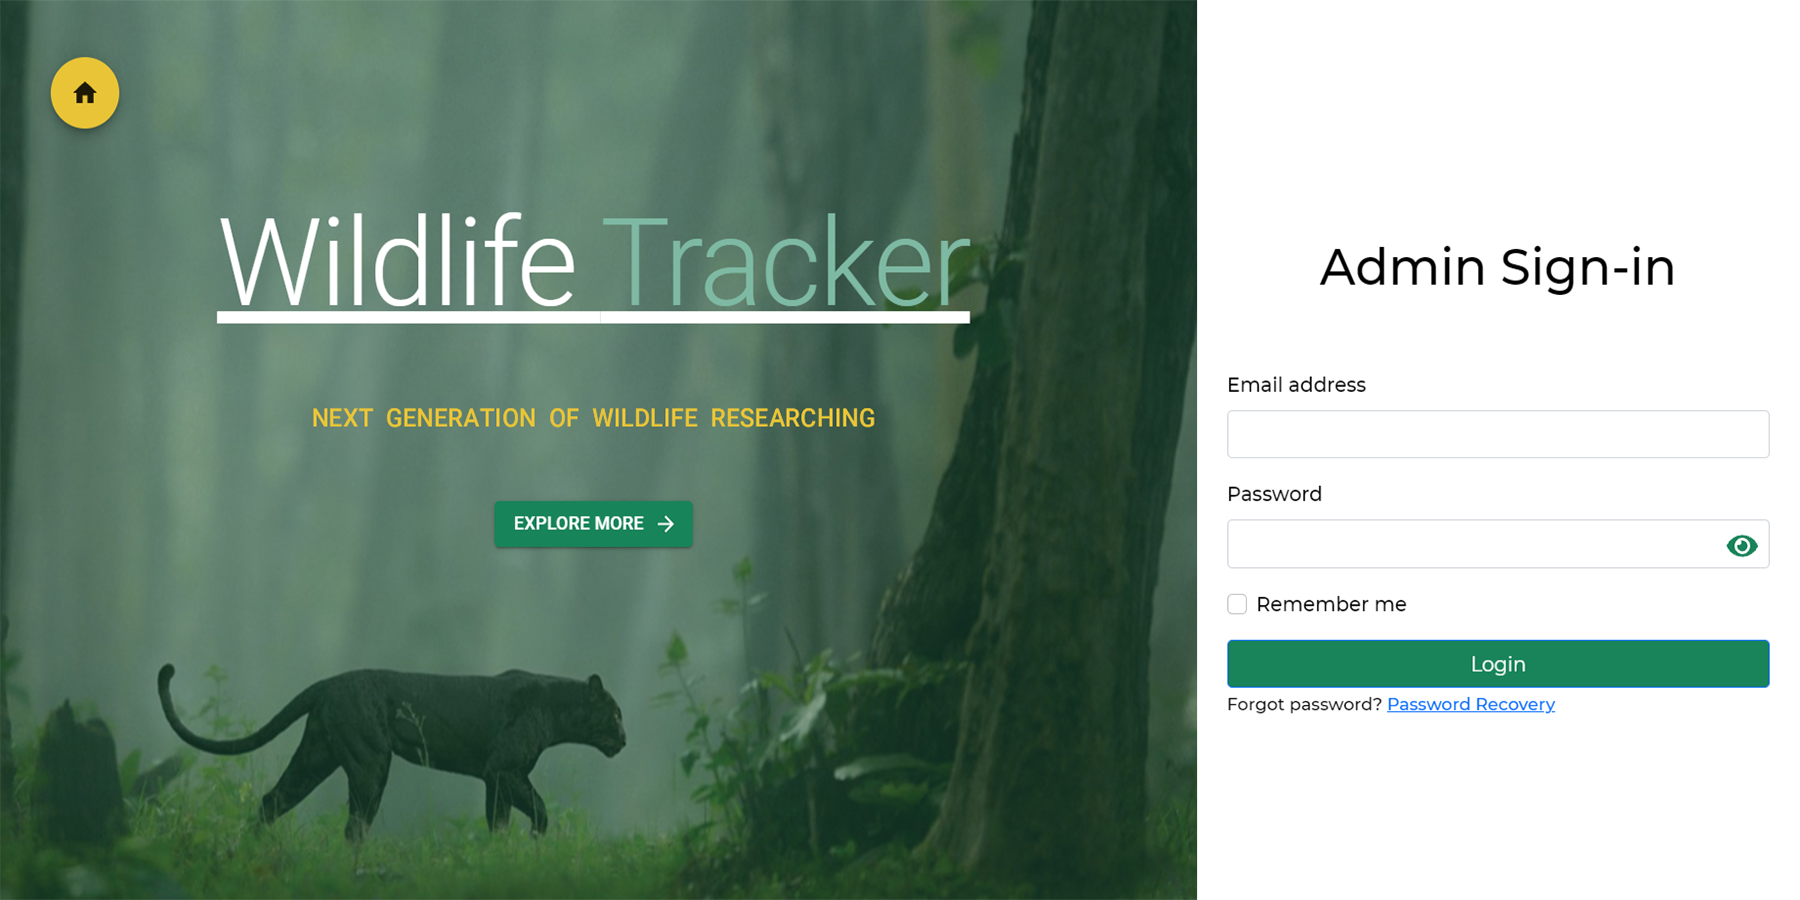 Wildlife Tracker
NEXT GENERATION OF WILDLIFE RESEARCHING
EXPLORE MORE
Admin Sign-in
Email address
Password
Remember me
Login
Forgot password? Password Recovery